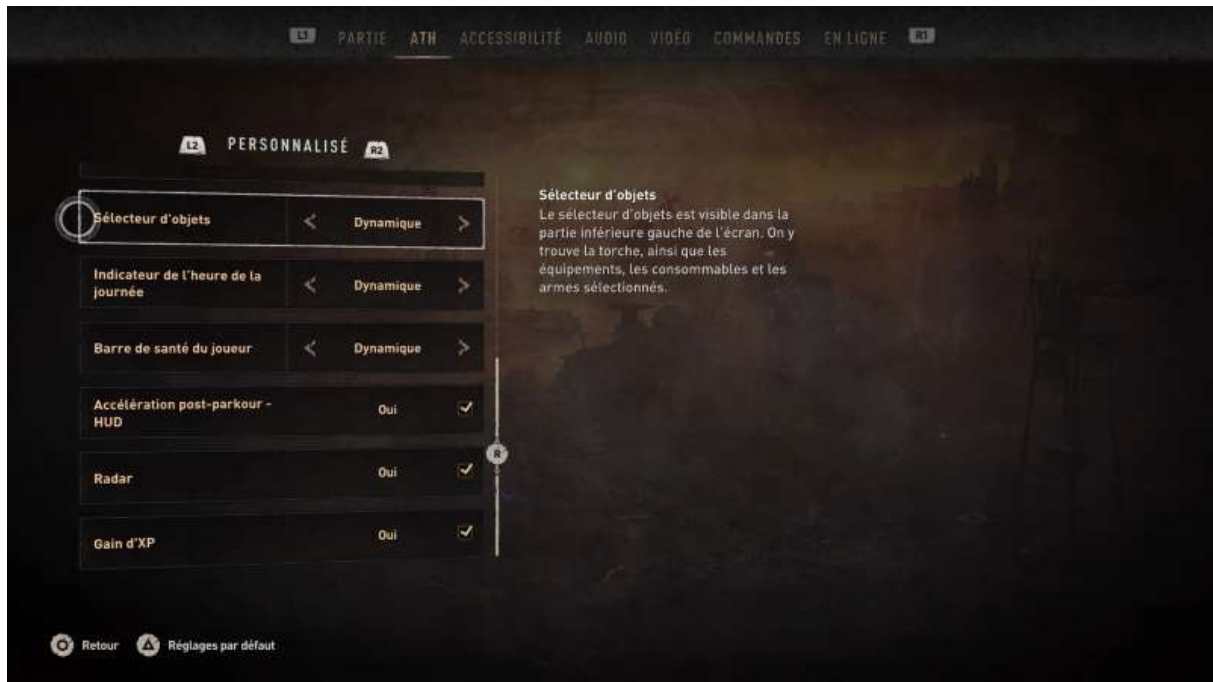 L1 PARTIE ATH ACCESSIBILITÉ AUDIO VIDÉO COMMANDES EN LIGNE R1
L2 PERSONNALISÉ R2
Sélecteur d'objets Dynamique
Indicateur de l'heure de la
journée
Dynamique
Barre de santé du joueur Dynamique
Accélération post-parkour -
HUD
Oui
Radar Oui
Gain d'XP Oui
R
Sélecteur d'objets
Le sélecteur d'objets est visible dans la
partie inférieure gauche de l'écran. On y
trouve la torche, ainsi que les
équipements, les consommables et les
armes sélectionnés.
Retour Réglages par défaut